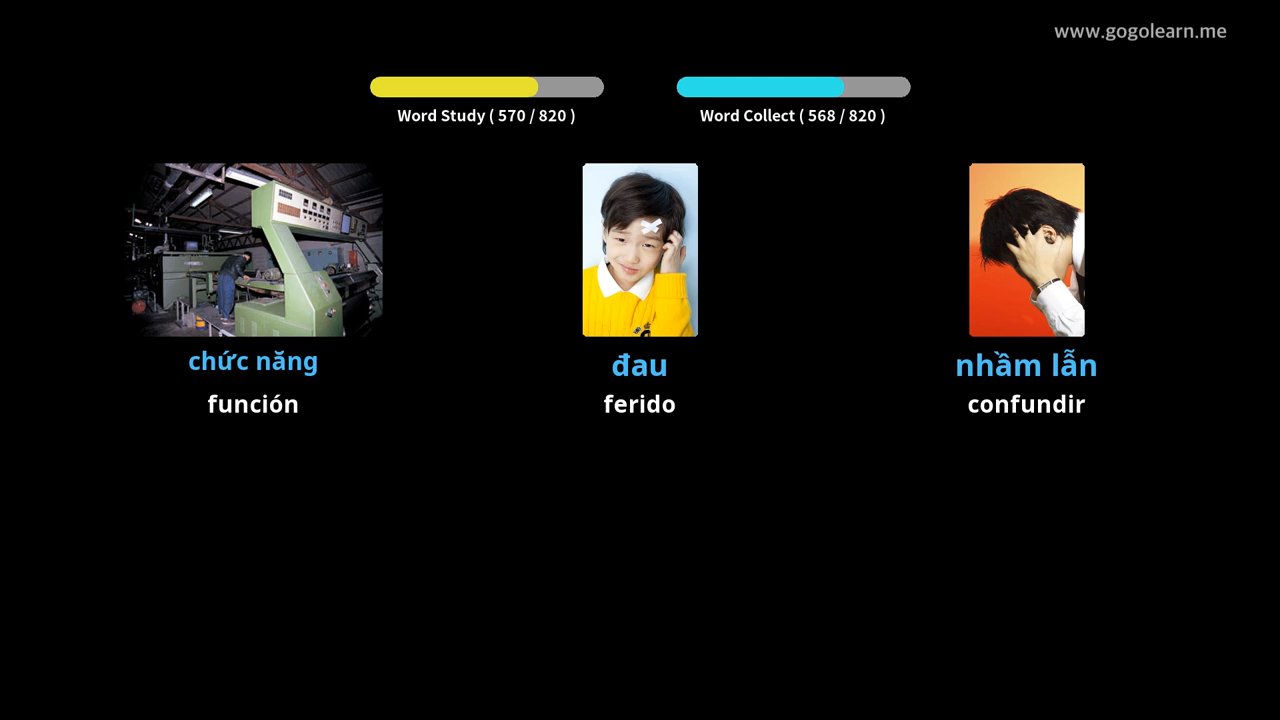 www.gogolearn.me
Word Study ( 570 / 820 )
Word Collect ( 568 / 820 )
chức năng
función
đau
ferido
nhầm lẫn
confundir